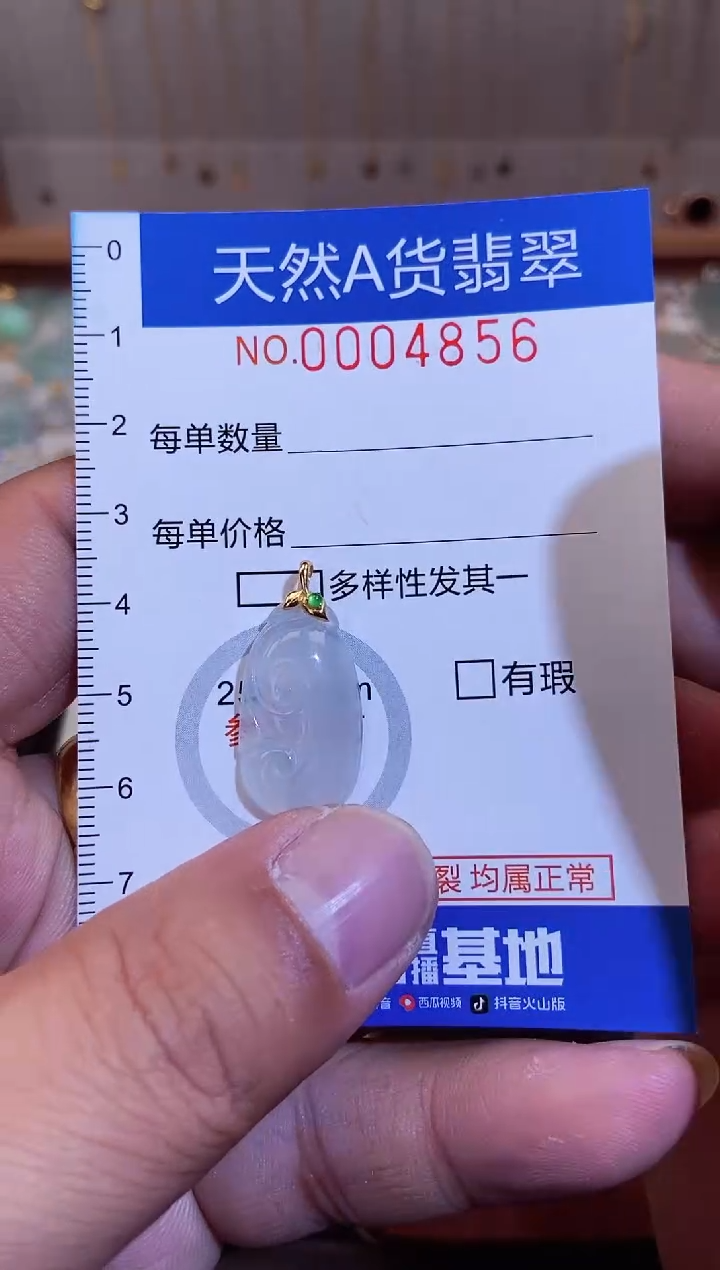 天然A货翡翠
NO.0004856
每单数量
每单价格
多样性发其一
有瑕
裂 均属正常
基地
西瓜视频 抖音火山版
0
1
2
3
4
5
6
7